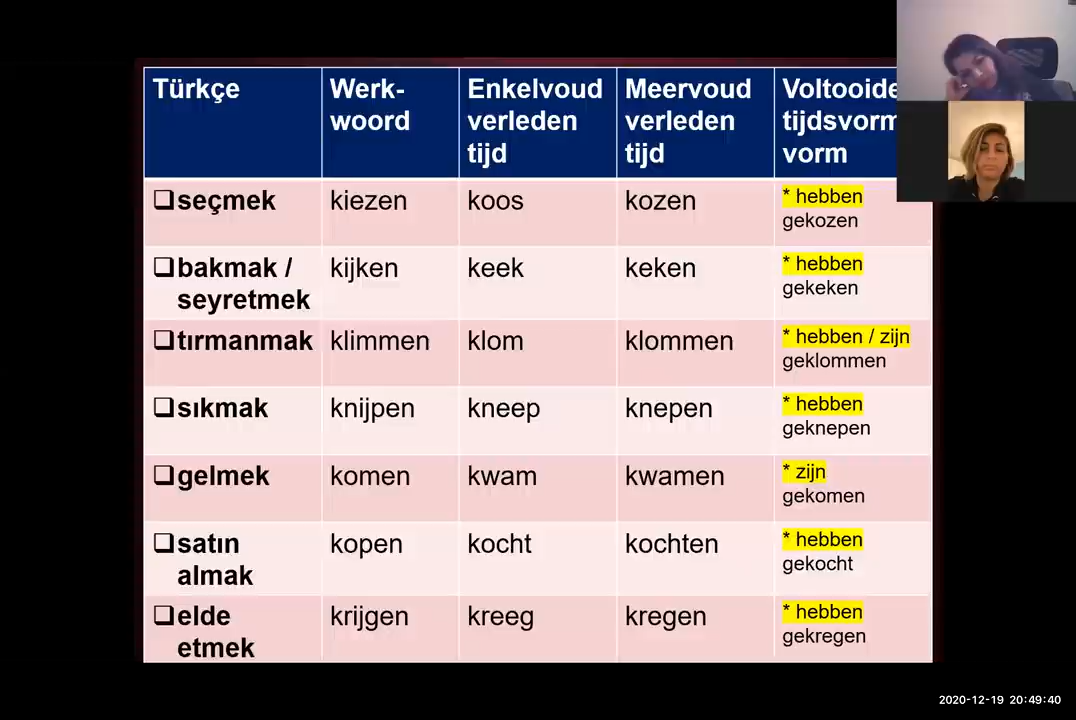 Türkçe
Werk-
woord
Enkelvoud
verleden
tijd
Meervoud
verleden
tijd
Voltooide
tijdsvorm
vorm
❑seçmek
kiezen
koos
kozen
* hebben
gekozen
❑bakmak /
seyretmek
kijken
keek
keken
* hebben
gekeken
❑tırmanmak
klimmen
klom
klommen
* hebben / zijn
geklommen
❑sıkmak
knijpen
kneep
knepen
* hebben
geknepen
❑gelmek
komen
kwam
kwamen
* zijn
gekomen
❑satın
almak
kopen
kocht
kochten
* hebben
gekocht
❑elde
etmek
krijgen
kreeg
kregen
* hebben
gekregen
2020-12-19 20:49:40